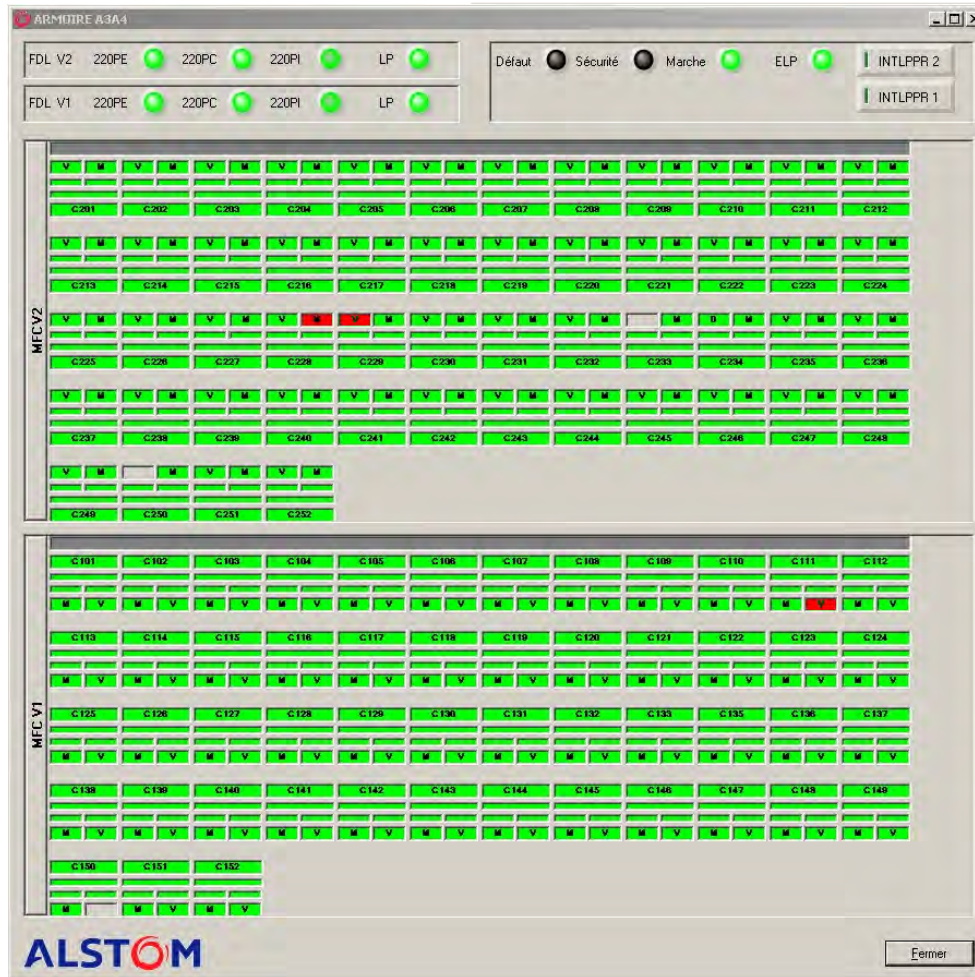 ARMOIRE A3A4
FDL V2 220PE 220PC 220PI LP
Défaut Sécurité Marche ELP INTLPPR 2
FDL V1 220PE 220PC 220PI LP
INTLPPR 1
MFC V2
V M V M V M V M V M V M V M V M V M V M V M V M
C201 C202 C203 C204 C205 C206 C207 C208 C209 C210 C211 C212
V M V M V M V M V M V M V M V M V M V M V M V M
C213 C214 C215 C216 C217 C218 C219 C220 C221 C222 C223 C224
V M V M V M V M V M V M V M V M M D M V M V M
C225 C226 C227 C228 C229 C230 C231 C232 C233 C234 C235 C236
V M V M V M V M V M V M V M V M V M V M V M V M
C237 C238 C239 C240 C241 C242 C243 C244 C245 C246 C247 C248
V M M V M V M
C249 C250 C251 C252
MFC V1
C101 C102 C103 C104 C105 C106 C107 C108 C109 C110 C111 C112
M V M V M V M V M V M V M V M V M V M V M V M V
C113 C114 C115 C116 C117 C118 C119 C120 C121 C122 C123 C124
M V M V M V M V M V M V M V M V M V M V M V M V
C125 C126 C127 C128 C129 C130 C131 C132 C133 C135 C136 C137
M V M V M V M V M V M V M V M V M V M V M V M V
C138 C139 C140 C141 C142 C143 C144 C145 C146 C147 C148 C149
M V M V M V M V M V M V M V M V M V M V M V M V
C150 C151 C152
M M V M V
ALSTOM
Fermer